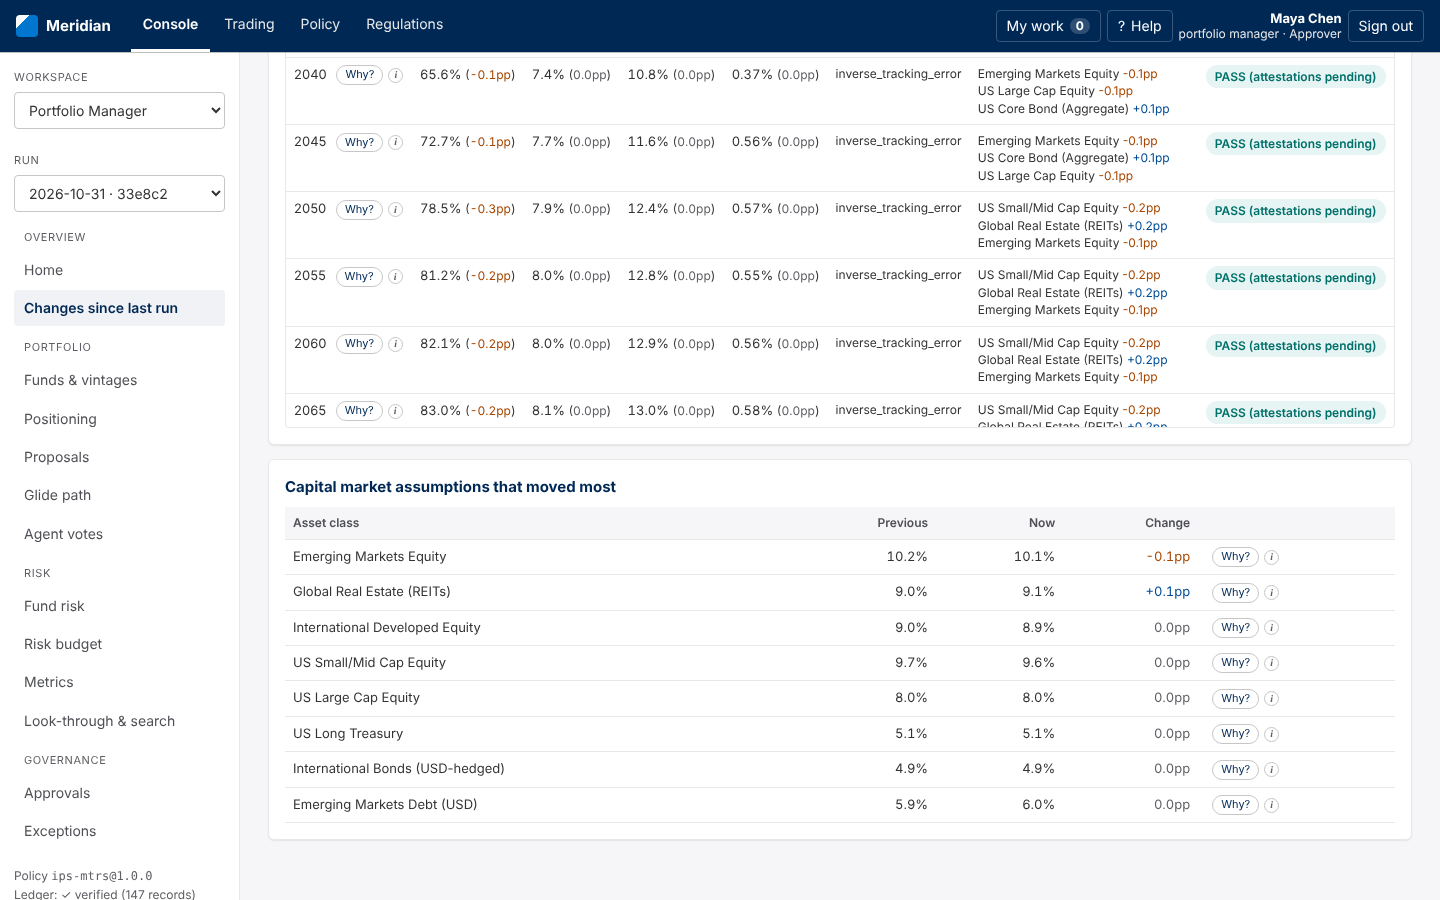 Meridian
Console
Trading
Policy
Regulations
My work 0
? Help
Maya Chen
portfolio manager · Approver
Sign out
WORKSPACE
Portfolio Manager
RUN
2026-10-31 · 33e8c2
OVERVIEW
Home
Changes since last run
PORTFOLIO
Funds & vintages
Positioning
Proposals
Glide path
Agent votes
RISK
Fund risk
Risk budget
Metrics
Look-through & search
GOVERNANCE
Approvals
Exceptions
Policy ips-mtrs@1.0.0
Ledger: ✓ verified (147 records)
2040 Why? i 65.6% (-0.1pp) 7.4% (0.0pp) 10.8% (0.0pp) 0.37% (0.0pp) inverse_tracking_error Emerging Markets Equity -0.1pp PASS (attestations pending)
US Large Cap Equity -0.1pp
US Core Bond (Aggregate) +0.1pp
2045 Why? i 72.7% (-0.1pp) 7.7% (0.0pp) 11.6% (0.0pp) 0.56% (0.0pp) inverse_tracking_error Emerging Markets Equity -0.1pp PASS (attestations pending)
US Core Bond (Aggregate) +0.1pp
US Large Cap Equity -0.1pp
2050 Why? i 78.5% (-0.3pp) 7.9% (0.0pp) 12.4% (0.0pp) 0.57% (0.0pp) inverse_tracking_error US Small/Mid Cap Equity -0.2pp PASS (attestations pending)
Global Real Estate (REITs) +0.2pp
Emerging Markets Equity -0.1pp
2055 Why? i 81.2% (-0.2pp) 8.0% (0.0pp) 12.8% (0.0pp) 0.55% (0.0pp) inverse_tracking_error US Small/Mid Cap Equity -0.2pp PASS (attestations pending)
Global Real Estate (REITs) +0.2pp
Emerging Markets Equity -0.1pp
2060 Why? i 82.1% (-0.2pp) 8.0% (0.0pp) 12.9% (0.0pp) 0.56% (0.0pp) inverse_tracking_error US Small/Mid Cap Equity -0.2pp PASS (attestations pending)
Global Real Estate (REITs) +0.2pp
Emerging Markets Equity -0.1pp
2065 Why? i 83.0% (-0.2pp) 8.1% (0.0pp) 13.0% (0.0pp) 0.58% (0.0pp) inverse_tracking_error US Small/Mid Cap Equity -0.2pp PASS (attestations pending)
Global Real Estate (REITs) +0.2pp
Capital market assumptions that moved most
Asset class Previous Now Change
Emerging Markets Equity 10.2% 10.1% -0.1pp Why? i
Global Real Estate (REITs) 9.0% 9.1% +0.1pp Why? i
International Developed Equity 9.0% 8.9% 0.0pp Why? i
US Small/Mid Cap Equity 9.7% 9.6% 0.0pp Why? i
US Large Cap Equity 8.0% 8.0% 0.0pp Why? i
US Long Treasury 5.1% 5.1% 0.0pp Why? i
International Bonds (USD-hedged) 4.9% 4.9% 0.0pp Why? i
Emerging Markets Debt (USD) 5.9% 6.0% 0.0pp Why? i